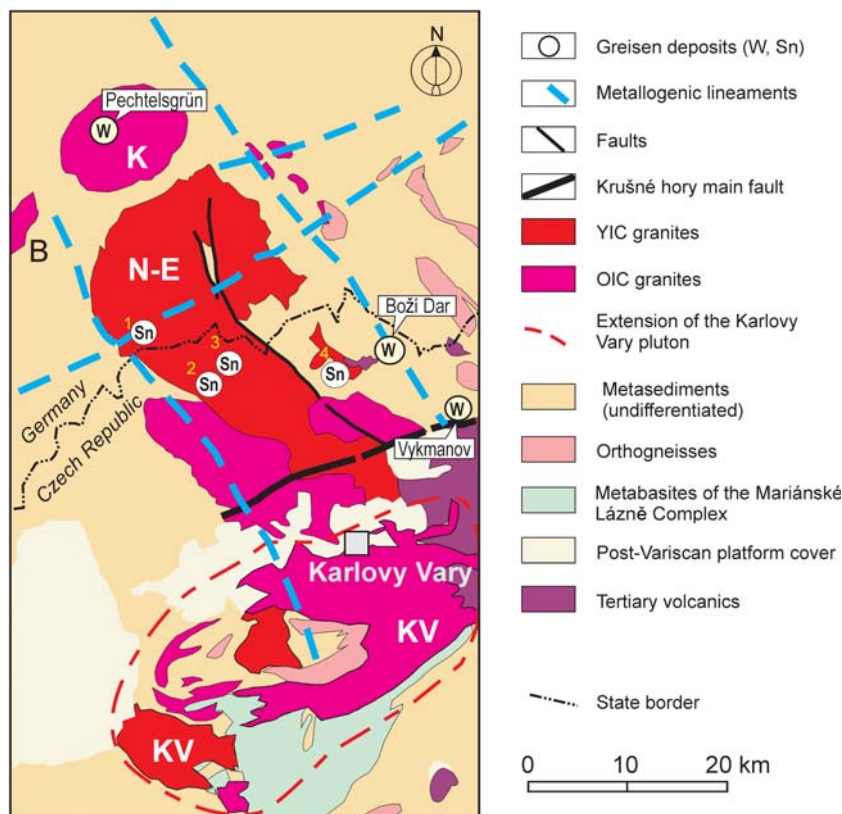 N
Pechtelsgrün
W
K
B
N-E
Boží Dar
1
Sn
3
W
2
Sn
Sn
4
Sn
Germany
Czech Republic
W
Vykmanov
Karlovy Vary
KV
KV
W
Greisen deposits (W, Sn)
Metallogenic lineaments
Faults
Krušné hory main fault
YIC granites
OIC granites
Extension of the Karlovy
Vary pluton
Metasediments
(undifferentiated)
Orthogneisses
Metabasites of the Mariánské
Lázně Complex
Post-Variscan platform cover
Tertiary volcanics
State border
0 10 20 km